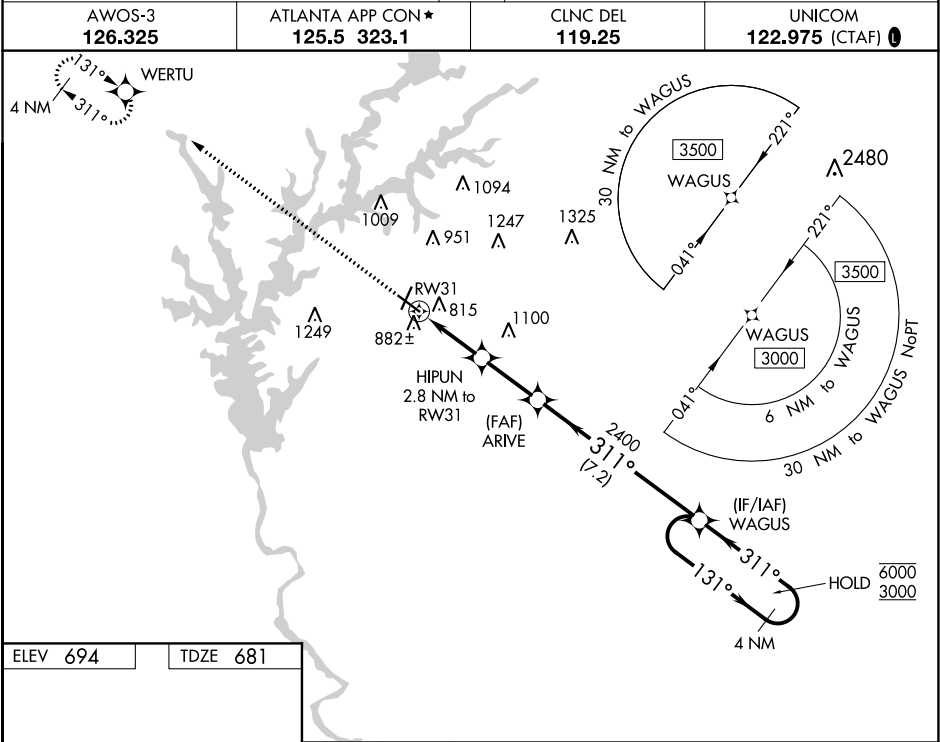 AWOS-3
126.325
ATLANTA APP CON★
125.5 323.1
CLNC DEL
119.25
UNICOM
122.975 (CTAF) L
131°
WERTU
4 NM
311°
30 NM to WAGUS
221°
3500
WAGUS
041°
2480
1094
1009
1247
1325
951
221°
3500
RW31
815
1249
882±
1100
WAGUS
3000
041°
6 NM to WAGUS
30 NM to WAGUS NoPT
HIPUN
2.8 NM to
RW31
(FAF)
ARIVE
2400
311°
(7.2)
(IF/IAF)
WAGUS
311°
131°
HOLD
6000
3000
4 NM
ELEV 694
TDZE 681